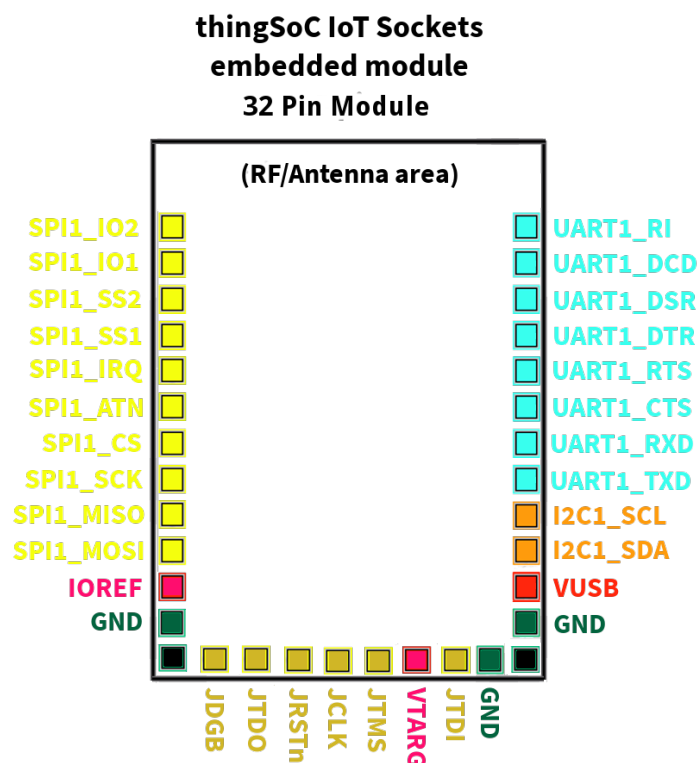 thingSoC IoT Sockets
embedded module
32 Pin Module
(RF/Antenna area)
SPI1_IO2
SPI1_IO1
SPI1_SS2
SPI1_SS1
SPI1_IRQ
SPI1_ATN
SPI1_CS
SPI1_SCK
SPI1_MISO
SPI1_MOSI
IOREF
GND
UART1_RI
UART1_DCD
UART1_DSR
UART1_DTR
UART1_RTS
UART1_CTS
UART1_RXD
UART1_TXD
I2C1_SCL
I2C1_SDA
VUSB
GND
JDGB
JTDO
JRSTn
JCLK
JTMS
VTARG
JTDI
GND